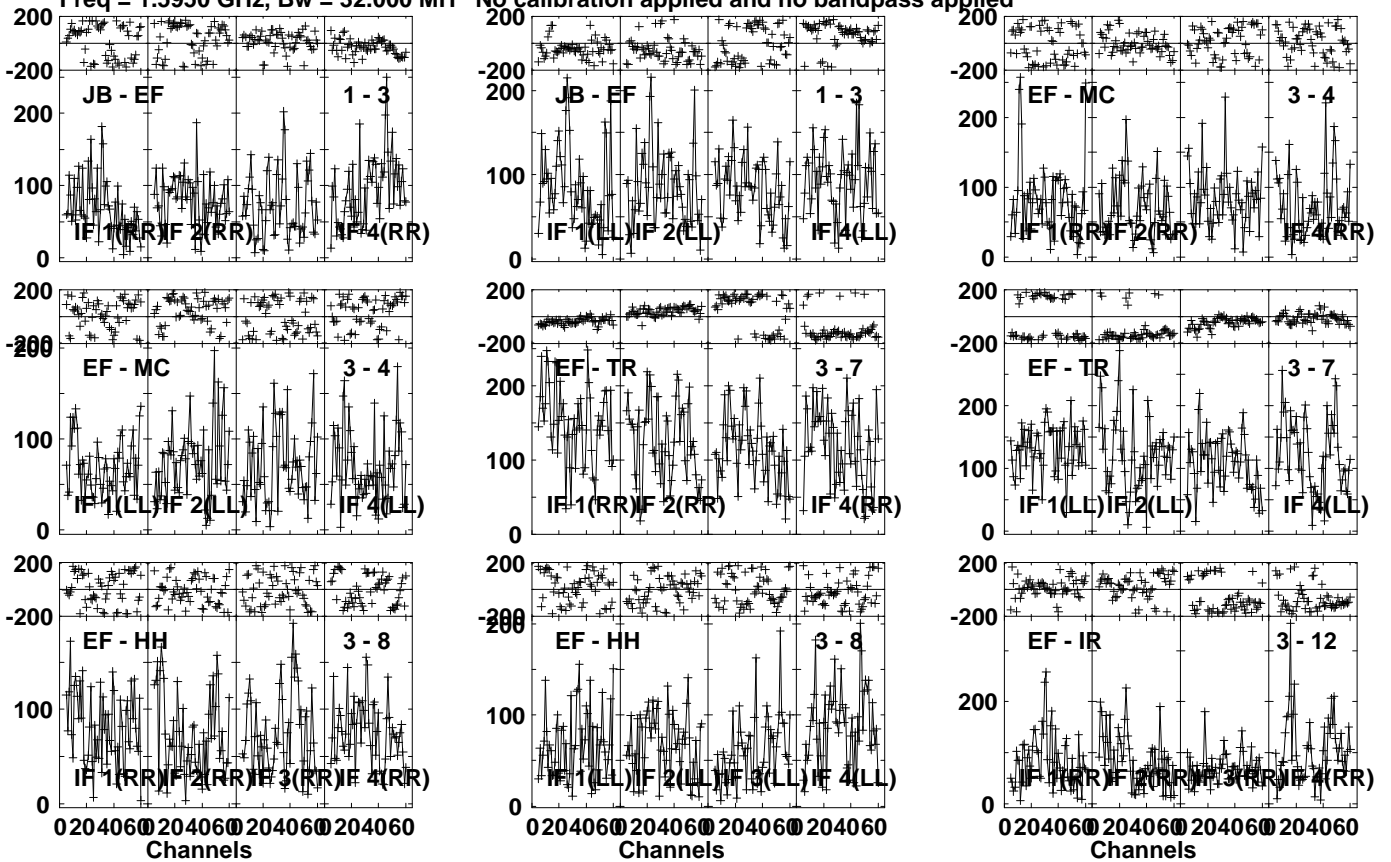 Freq = 1.5950 GHz, Bw = 32.000 MH No calibration applied and no bandpass applied
200 200 200
-200 -200 -200
JB - EF 1 - 3 JB - EF 1 - 3 EF - MC 3 - 4
200 200 200
100 100 100
IF 1(RR) IF 2(RR) IF 4(RR) IF 1(LL) IF 2(LL) IF 4(LL) IF 1(RR) IF 2(RR) IF 4(RR)
0 0 0
200 200 200
-200 -200 -200
200
EF - MC 3 - 4 EF - TR 3 - 7 EF - TR 3 - 7
200 200
100 100 100
IF 1(LL) IF 2(LL) IF 4(LL) IF 1(RR) IF 2(RR) IF 4(RR) IF 1(LL) IF 2(LL) IF 4(LL)
0 0 0
200 200 200
-200 -200 -200
200
EF - HH 3 - 8 EF - HH 3 - 8 EF - IR 3 - 12
200
100 100 100
IF 1(RR) IF 2(RR) IF 3(RR) IF 4(RR) IF 1(LL) IF 2(LL) IF 3(LL) IF 4(LL) IF 1(RR) IF 2(RR) IF 3(RR) IF 4(RR)
0 0 0
0 20 40 60 0 20 40 60 0 20 40 60 0 20 40 60 0 20 40 60 0 20 40 60 0 20 40 60 0 20 40 60 0 20 40 60 0 20 40 60 0 20 40 60 0 20 40 60
Channels Channels Channels